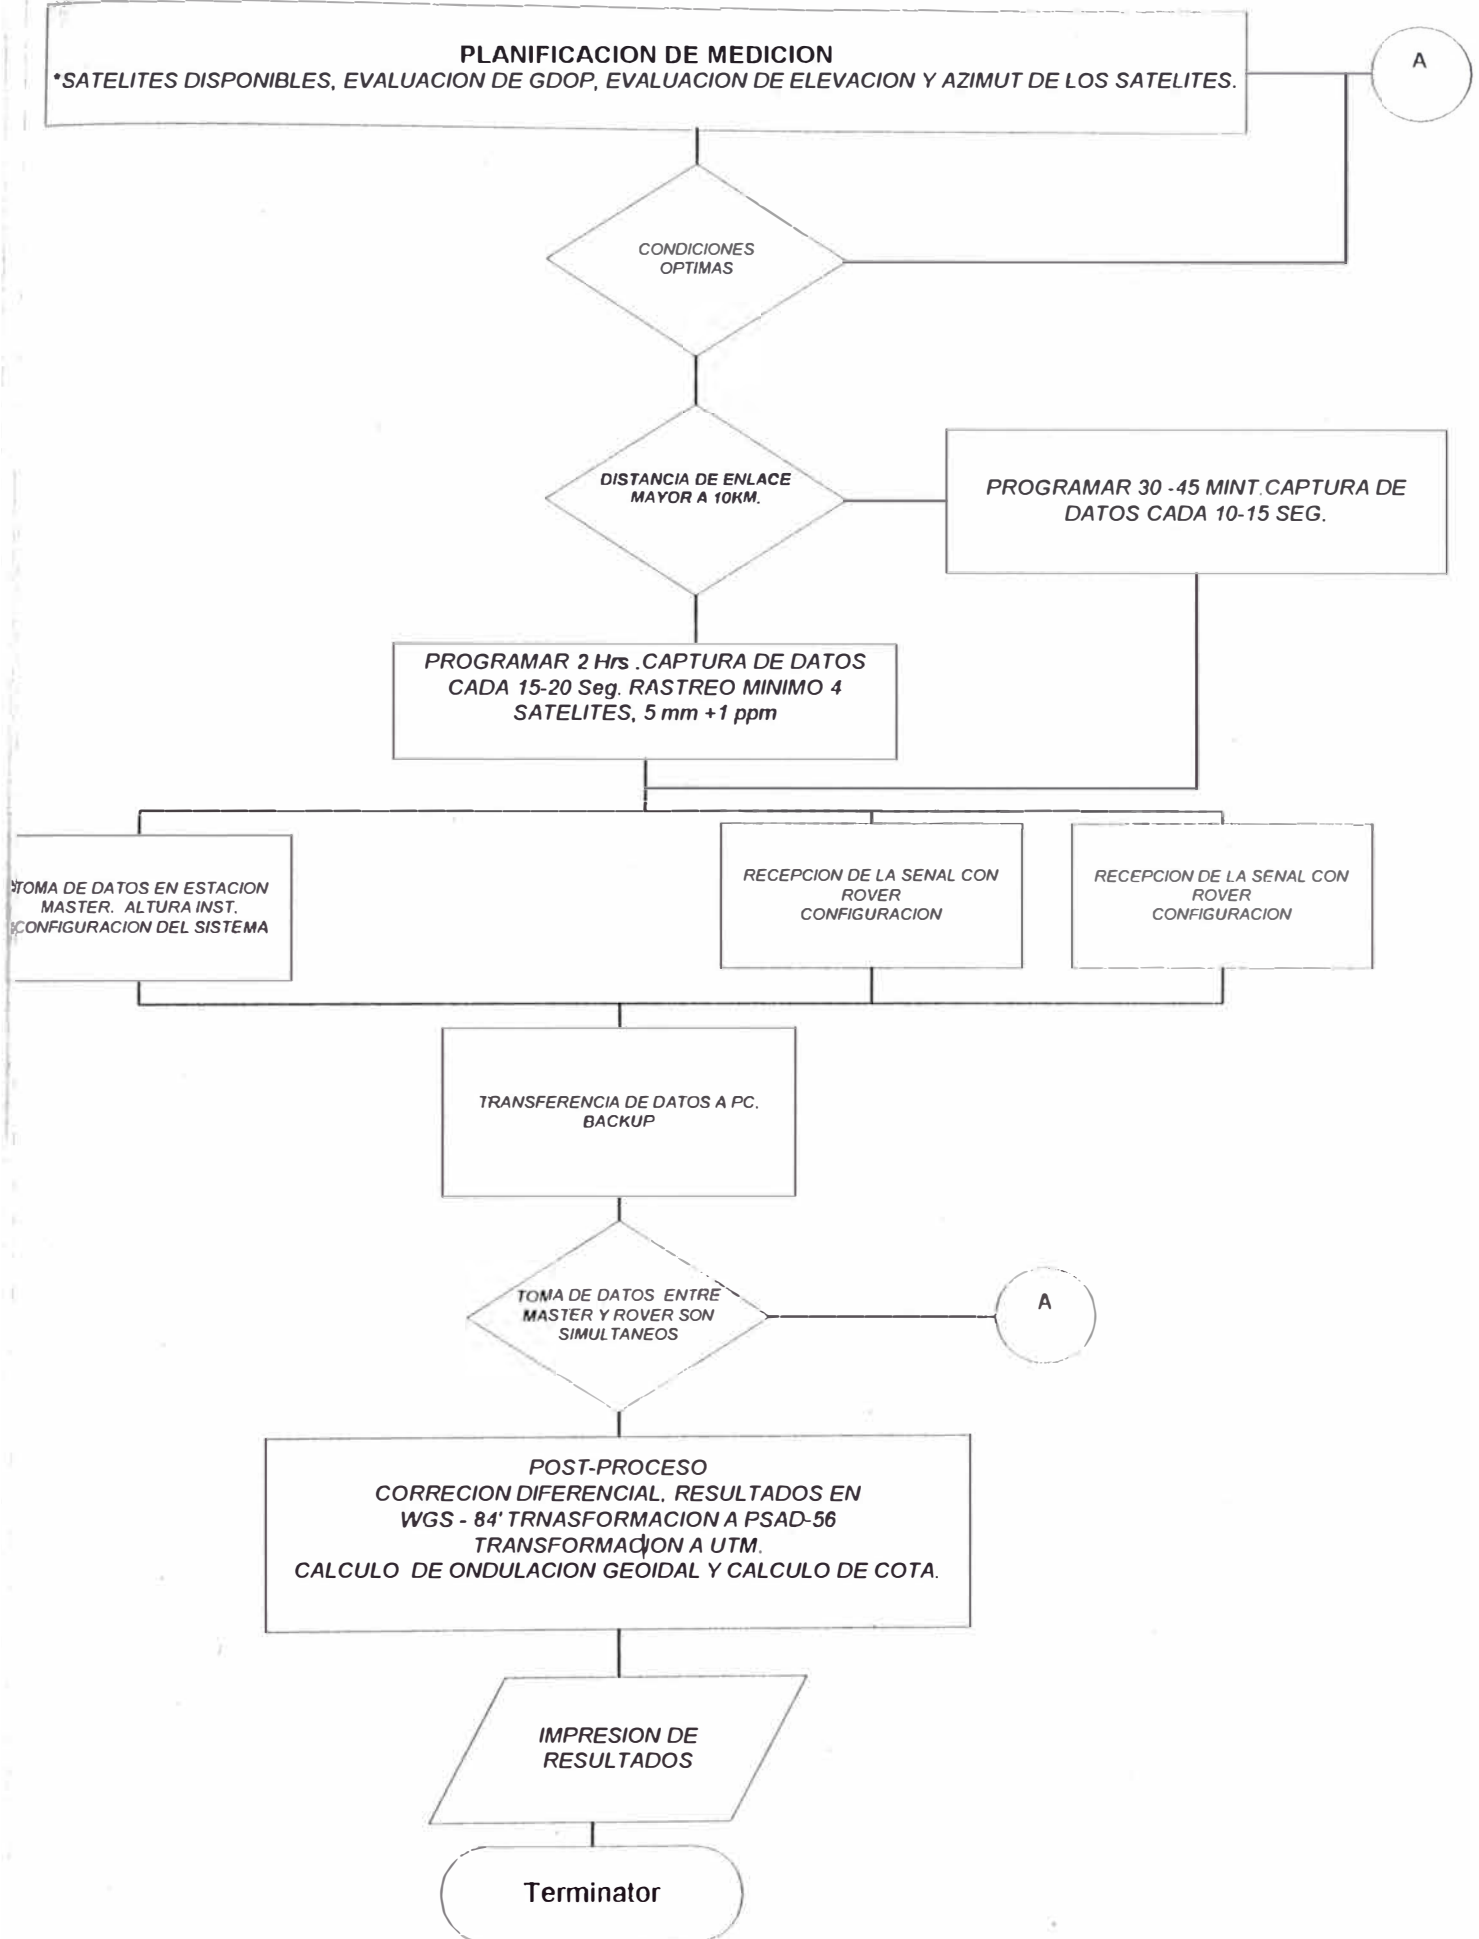 PLANIFICACION DE MEDICION
*SATELITES DISPONIBLES, EVALUACION DE GDOP, EVALUACION DE ELEVACION Y AZIMUT DE LOS SATELITES.
A
CONDICIONES
OPTIMAS
DISTANCIA DE ENLACE
MAYOR A 10KM.
PROGRAMAR 30 -45 MINT.CAPTURA DE
DATOS CADA 10-15 SEG.
PROGRAMAR 2 Hrs .CAPTURA DE DATOS
CADA 15-20 Seg. RASTREO MINIMO 4
SATELITES, 5 mm +1 ppm
TOMA DE DATOS EN ESTACION
MASTER. ALTURA INST.
CONFIGURACION DEL SISTEMA
RECEPCION DE LA SENAL CON
ROVER
CONFIGURACION
RECEPCION DE LA SENAL CON
ROVER
CONFIGURACION
TRANSFERENCIA DE DATOS A PC.
BACKUP
TOMA DE DATOS ENTRE
MASTER Y ROVER SON
SIMULTANEOS
A
POST-PROCESO
CORRECION DIFERENCIAL, RESULTADOS EN
WGS - 84' TRNASFORMACION A PSAD-56
TRANSFORMACION A UTM.
CALCULO DE ONDULACION GEOIDAL Y CALCULO DE COTA.
IMPRESION DE
RESULTADOS
Terminator